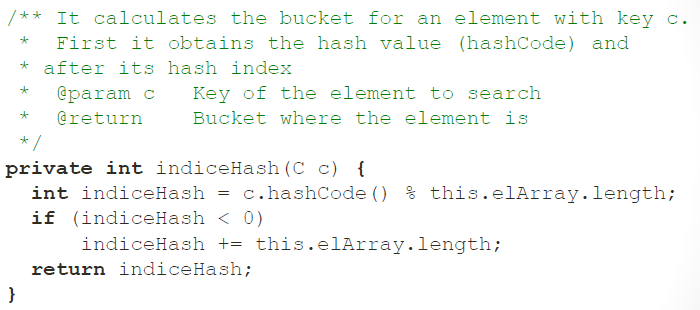 /** It calculates the bucket for an element with key c.
 *  First it obtains the hash value (hashCode) and
 * after its hash index
 *  @param c   Key of the element to search
 *  @return    Bucket where the element is
 */
private int indiceHash(C c) {
  int indiceHash = c.hashCode() % this.elArray.length;
  if (indiceHash < 0)
      indiceHash += this.elArray.length;
  return indiceHash;
}